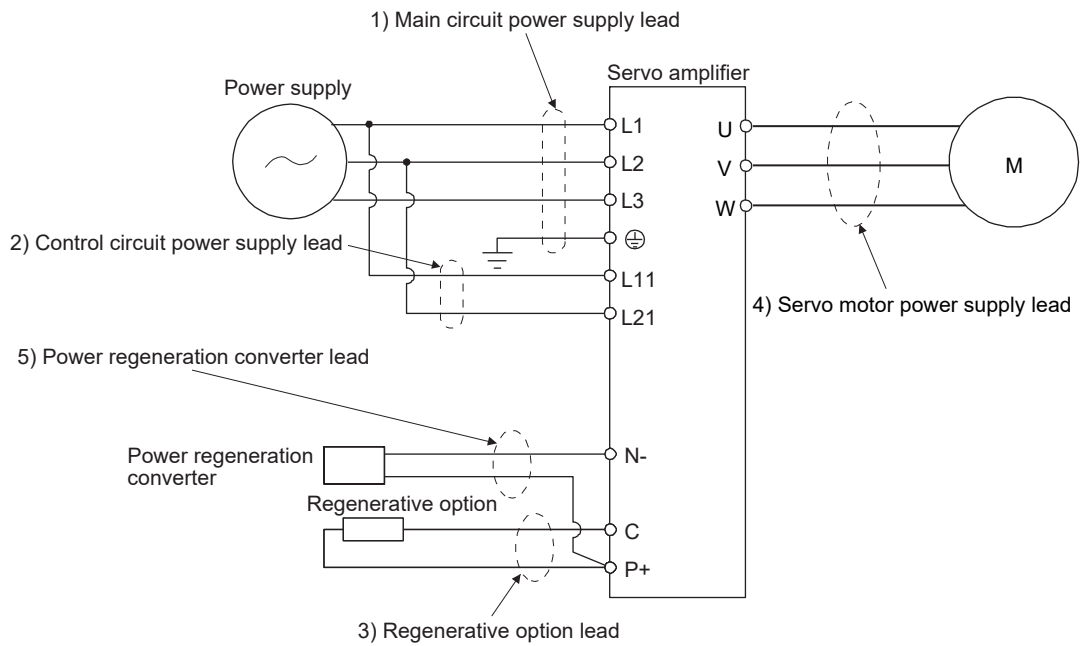 1) Main circuit power supply lead
Servo amplifier
Power supply
L1
U
L2
V
M
L3
W
2) Control circuit power supply lead
L11
4) Servo motor power supply lead
L21
5) Power regeneration converter lead
Power regeneration
converter
N-
Regenerative option
C
P+
3) Regenerative option lead